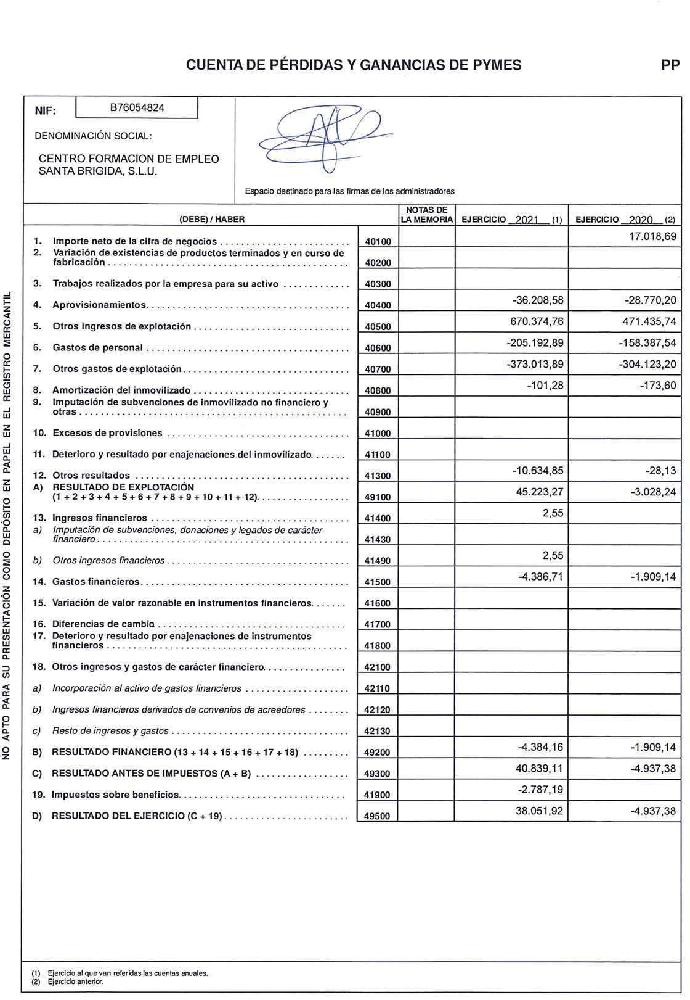 CUENTA DE PÉRDIDAS Y GANANCIAS DE PYMES PP
NIF: B76054824
DENOMINACIÓN SOCIAL:
CENTRO FORMACION DE EMPLEO
SANTA BRIGIDA, S.L.U.
Espacio destinado para las firmas de los administradores
(DEBE) / HABER NOTAS DE LA MEMORIA EJERCICIO 2021 (1) EJERCICIO 2020 (2)
1. Importe neto de la cifra de negocios 40100 17.018,69
2. Variación de existencias de productos terminados y en curso de
fabricación 40200
3. Trabajos realizados por la empresa para su activo 40300
4. Aprovisionamientos 40400 -36.208,58 -28.770,20
5. Otros ingresos de explotación 40500 670.374,76 471.435,74
6. Gastos de personal 40600 -205.192,89 -158.387,54
7. Otros gastos de explotación 40700 -373.013,89 -304.123,20
8. Amortización del inmovilizado 40800 -101,28 -173,60
9. Imputación de subvenciones de inmovilizado no financiero y
otras 40900
10. Excesos de provisiones 41000
11. Deterioro y resultado por enajenaciones del inmovilizado 41100
12. Otros resultados 41300 -10.634,85 -28,13
A) RESULTADO DE EXPLOTACIÓN
(1 + 2 + 3 + 4 + 5 + 6 + 7 + 8 + 9 + 10 + 11 + 12) 49100 45.223,27 -3.028,24
13. Ingresos financieros 41400 2,55
a) Imputación de subvenciones, donaciones y legados de carácter
financiero 41430
b) Otros ingresos financieros 41490 2,55
14. Gastos financieros 41500 -4.386,71 -1.909,14
15. Variación de valor razonable en instrumentos financieros 41600
16. Diferencias de cambio 41700
17. Deterioro y resultado por enajenaciones de instrumentos
financieros 41800
18. Otros ingresos y gastos de carácter financiero 42100
a) Incorporación al activo de gastos financieros 42110
b) Ingresos financieros derivados de convenios de acreedores 42120
c) Resto de ingresos y gastos 42130
B) RESULTADO FINANCIERO (13 + 14 + 15 + 16 + 17 + 18) 49200 -4.384,16 -1.909,14
C) RESULTADO ANTES DE IMPUESTOS (A + B) 49300 40.839,11 -4.937,38
19. Impuestos sobre beneficios 41900 -2.787,19
D) RESULTADO DEL EJERCICIO (C + 19) 49500 38.051,92 -4.937,38
(1) Ejercicio al que van referidas las cuentas anuales.
(2) Ejercicio anterior.
NO APTO PARA SU PRESENTACIÓN COMO DEPÓSITO EN PAPEL EN EL REGISTRO MERCANTIL